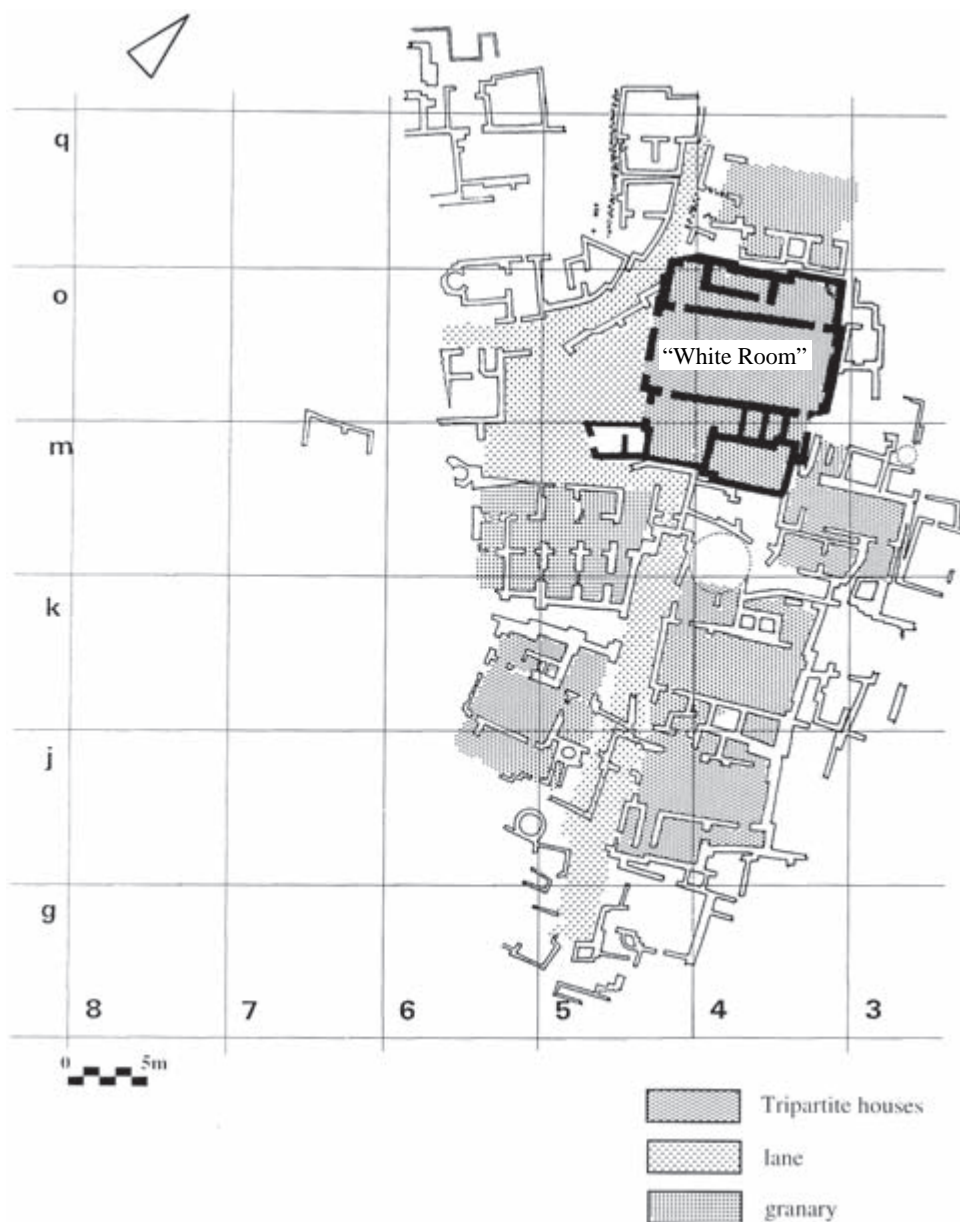 q
o
“White Room”
m
k
j
g
8 7 6 5 4 3
0 5m
Tripartite houses
lane
granary